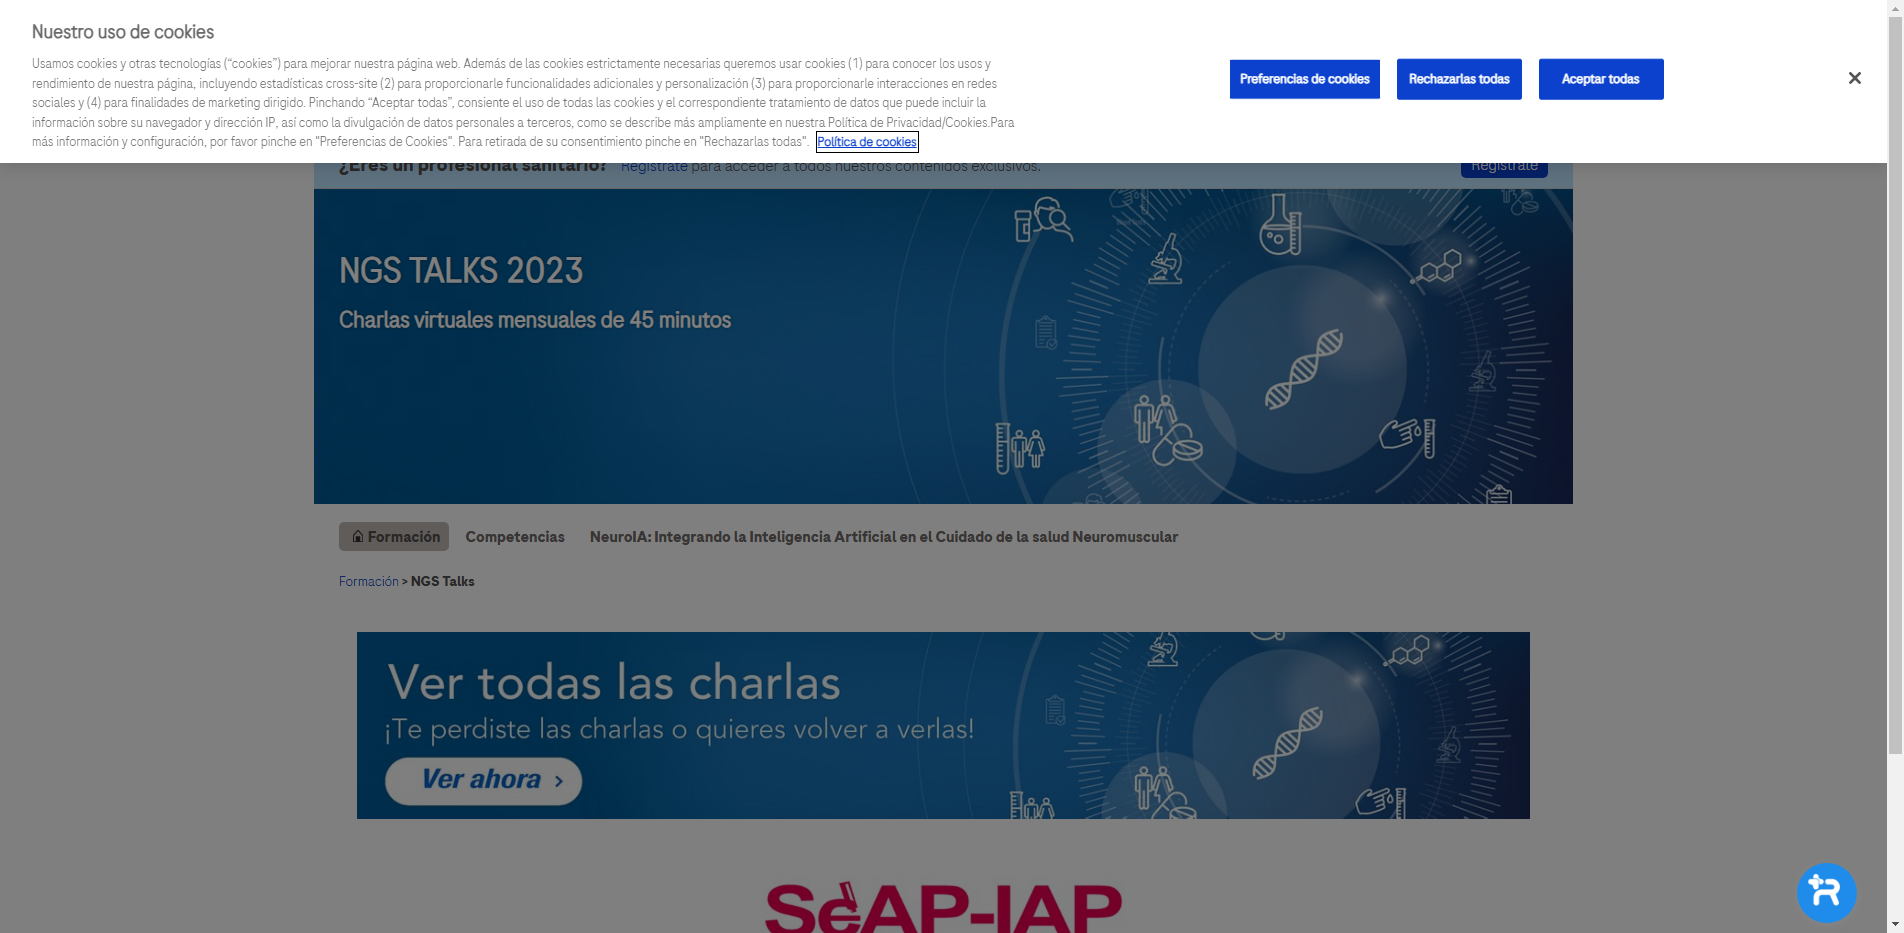 Nuestro uso de cookies
Usamos cookies y otras tecnologías (“cookies”) para mejorar nuestra página web. Además de las cookies estrictamente necesarias queremos usar cookies (1) para conocer los usos y
rendimiento de nuestra página, incluyendo estadísticas cross-site (2) para proporcionarle funcionalidades adicionales y personalización (3) para proporcionarle interacciones en redes
sociales y (4) para finalidades de marketing dirigido. Pinchando “Aceptar todas”, consiente el uso de todas las cookies y el correspondiente tratamiento de datos que puede incluir la
información sobre su navegador y dirección IP, así como la divulgación de datos personales a terceros, como se describe más ampliamente en nuestra Política de Privacidad/Cookies.Para
más información y configuración, por favor pinche en "Preferencias de Cookies". Para retirada de su consentimiento pinche en "Rechazarlas todas". Política de cookies
Preferencias de cookies
Rechazarlas todas
Aceptar todas
¿Eres un profesional sanitario? Regístrate para acceder a todos nuestros contenidos exclusivos.
Regístrate
NGS TALKS 2023
Charlas virtuales mensuales de 45 minutos
Formación
Competencias
NeuroIA: Integrando la Inteligencia Artificial en el Cuidado de la salud Neuromuscular
Formación > NGS Talks
Ver todas las charlas
¡Te perdiste las charlas o quieres volver a verlas!
Ver ahora
SEAP-IAP